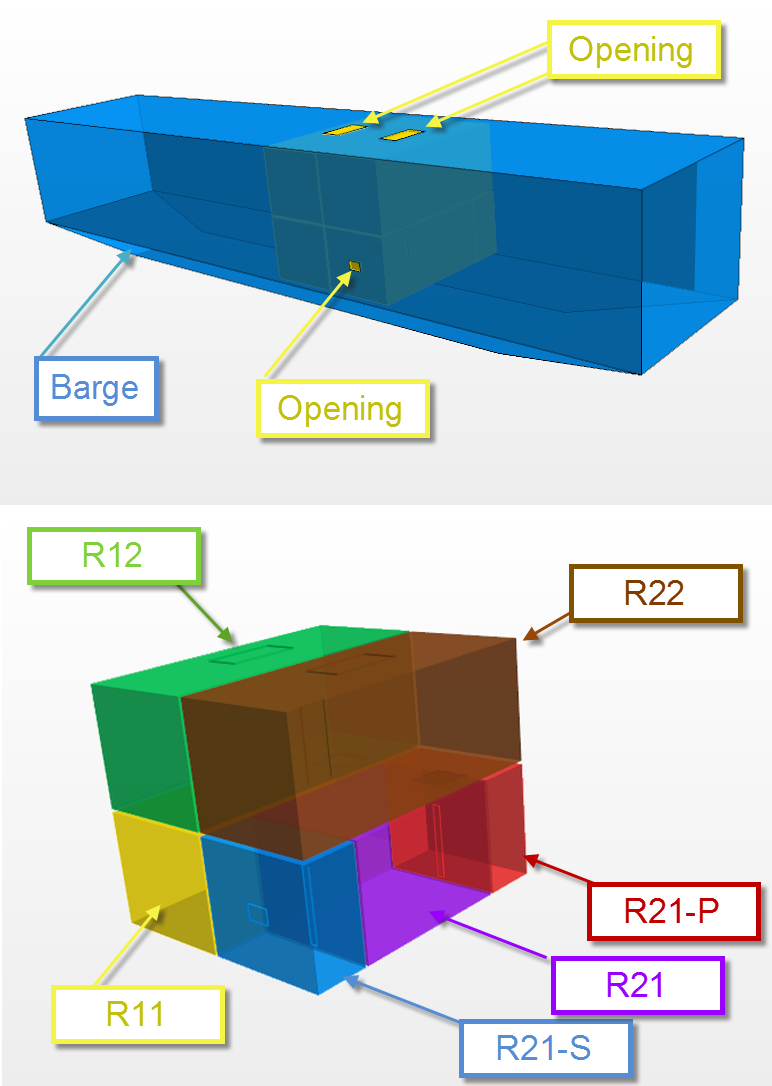 Opening
Barge
Opening
R12
R22
R21-P
R21
R11
R21-S